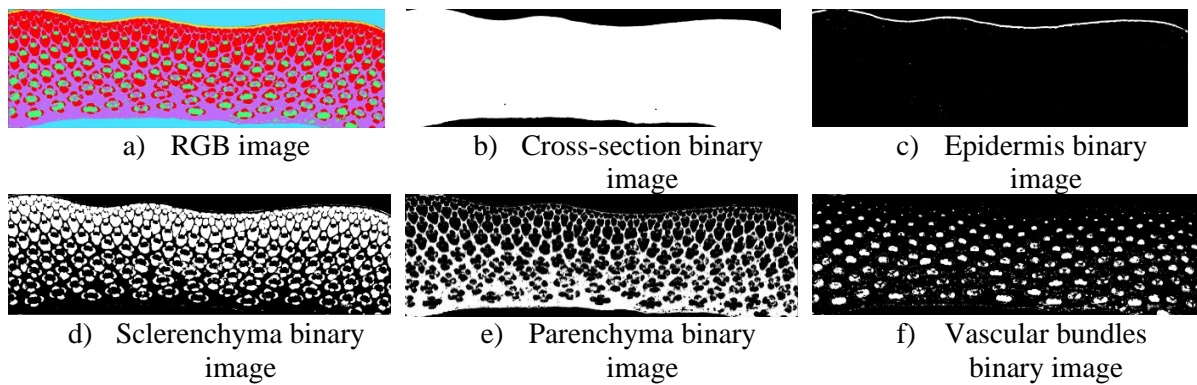 a) RGB image
b) Cross-section binary
image
c) Epidermis binary
image
d) Sclerenchyma binary
image
e) Parenchyma binary
image
f) Vascular bundles
binary image